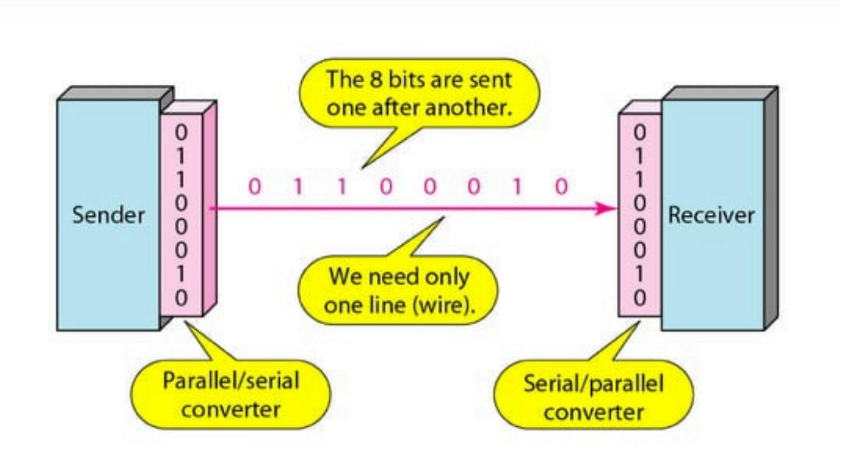 The 8 bits are sent
one after another.
0
1
1
0
0
0
1
0
Sender
0 1 1 0 0 0 1 0
0
1
1
0
0
0
1
0
Receiver
We need only
one line (wire).
Parallel/serial
converter
Serial/parallel
converter